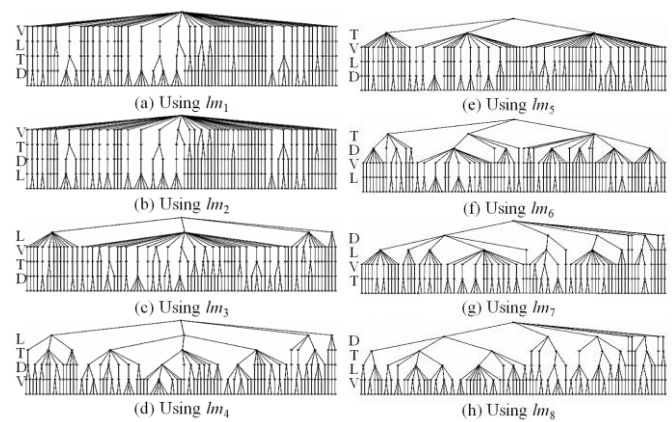 V
L
T
D
(a) Using lm1
V
T
D
L
(b) Using lm2
L
V
T
D
(c) Using lm3
L
T
D
V
(d) Using lm4
T
V
L
D
(e) Using lm5
T
D
V
L
(f) Using lm6
D
L
V
T
(g) Using lm7
D
T
L
V
(h) Using lm8